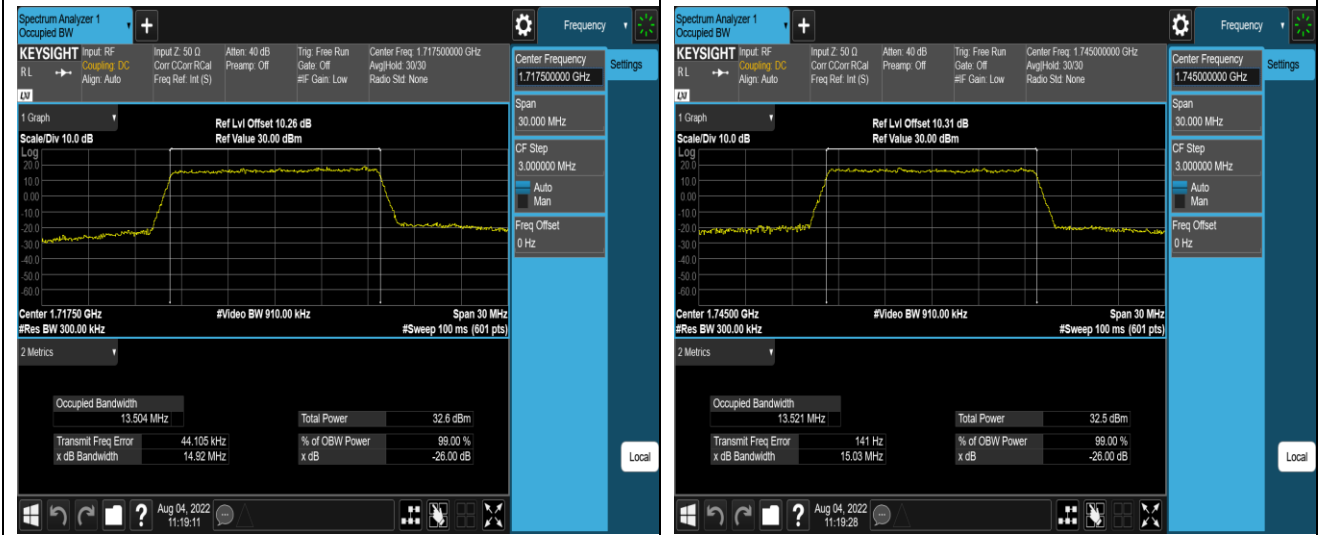 Spectrum Analyzer 1
Occupied BW
Frequency
KEYSIGHT
RL
LXI
Input: RF
Coupling: DC
Align: Auto
Input Z: 50 Ω
Corr CCorr RCal
Freq Ref: Int (S)
Atten: 40 dB
Preamp: Off
Trig: Free Run
Gate: Off
#IF Gain: Low
Center Freq: 1.717500000 GHz
Avg|Hold: 30/30
Radio Std: None
Center Frequency
1.717500000 GHz
Settings
Span
30.000 MHz
CF Step
3.000000 MHz
Auto
Man
Freq Offset
0 Hz
Local
1 Graph
Scale/Div 10.0 dB
Ref Lvl Offset 10.26 dB
Ref Value 30.00 dBm
Log
20.0
10.0
0.00
-10.0
-20.0
-30.0
-40.0
-50.0
-60.0
Center 1.71750 GHz
#Video BW 910.00 kHz
Span 30 MHz
#Res BW 300.00 kHz
#Sweep 100 ms (601 pts)
2 Metrics
Occupied Bandwidth
13.504 MHz
Total Power 32.6 dBm
Transmit Freq Error 44.105 kHz
% of OBW Power 99.00 %
x dB Bandwidth 14.92 MHz
x dB -26.00 dB
?
Aug 04, 2022
11:19:11
Spectrum Analyzer 1
Occupied BW
Frequency
KEYSIGHT
RL
LXI
Input: RF
Coupling: DC
Align: Auto
Input Z: 50 Ω
Corr CCorr RCal
Freq Ref: Int (S)
Atten: 40 dB
Preamp: Off
Trig: Free Run
Gate: Off
#IF Gain: Low
Center Freq: 1.745000000 GHz
Avg|Hold: 30/30
Radio Std: None
Center Frequency
1.745000000 GHz
Settings
Span
30.000 MHz
CF Step
3.000000 MHz
Auto
Man
Freq Offset
0 Hz
Local
1 Graph
Scale/Div 10.0 dB
Ref Lvl Offset 10.31 dB
Ref Value 30.00 dBm
Log
20.0
10.0
0.00
-10.0
-20.0
-30.0
-40.0
-50.0
-60.0
Center 1.74500 GHz
#Video BW 910.00 kHz
Span 30 MHz
#Res BW 300.00 kHz
#Sweep 100 ms (601 pts)
2 Metrics
Occupied Bandwidth
13.521 MHz
Total Power 32.5 dBm
Transmit Freq Error 141 Hz
% of OBW Power 99.00 %
x dB Bandwidth 15.03 MHz
x dB -26.00 dB
?
Aug 04, 2022
11:19:28